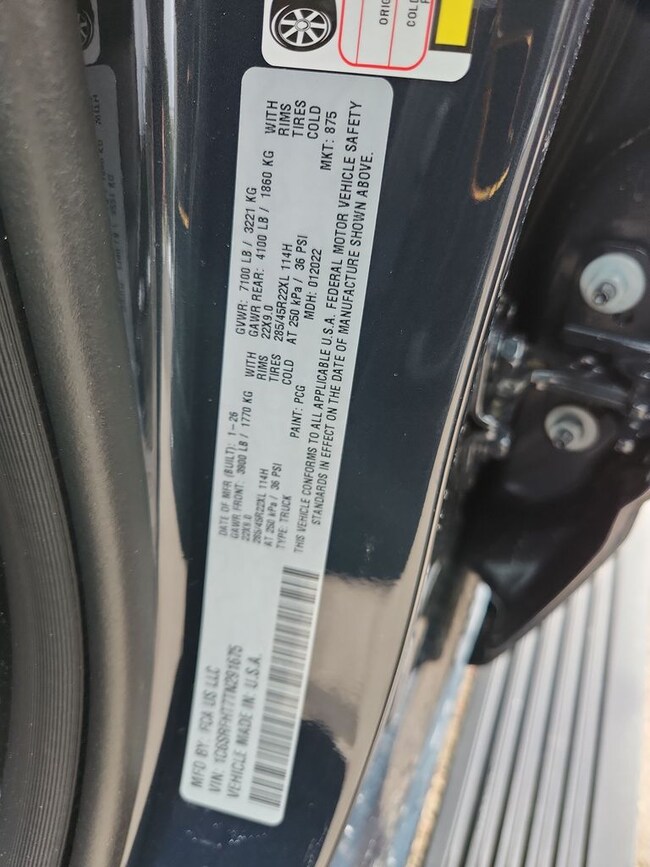 ORIG
COLD
MFD BY: FCA US LLC
VIN: 1C6SRFHT7TN291675
VEHICLE MADE IN: U.S.A.
DATE OF MFR (BUILT): 1-26
GAWR FRONT: 3900 LB / 1770 KG WITH
22X9.0 RIMS
285/45R22XL 114H TIRES
AT 250 kPa / 36 PSI COLD
TYPE: TRUCK PAINT: PCG
GVWR: 7100 LB / 3221 KG
GAWR REAR: 4100 LB / 1860 KG WITH
22X9.0 RIMS
285/45R22XL 114H TIRES
AT 250 kPa / 36 PSI COLD
MDH: 012022 MKT: 875
THIS VEHICLE CONFORMS TO ALL APPLICABLE U.S.A. FEDERAL MOTOR VEHICLE SAFETY
STANDARDS IN EFFECT ON THE DATE OF MANUFACTURE SHOWN ABOVE.